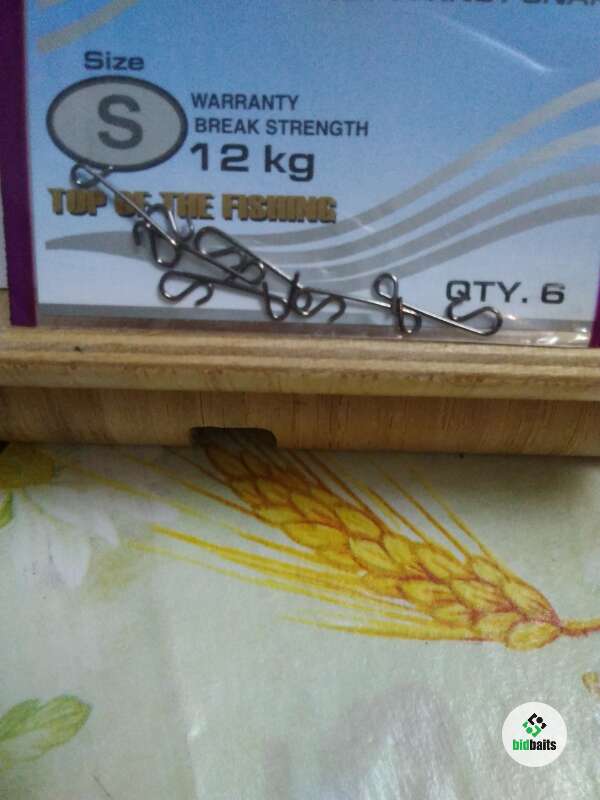 Size
S
WARRANTY
BREAK STRENGTH
12 kg
TOP OF THE FISHING
QTY. 6
bidbaits